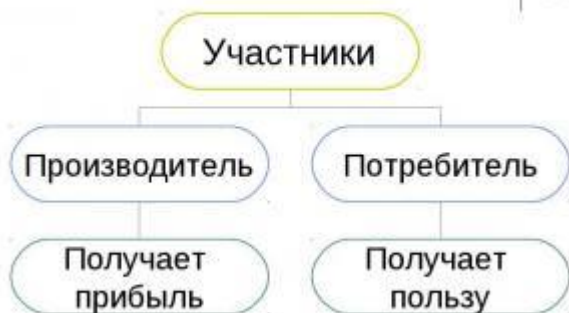 Участники
Производитель
Потребитель
Получает
прибыль
Получает
пользу